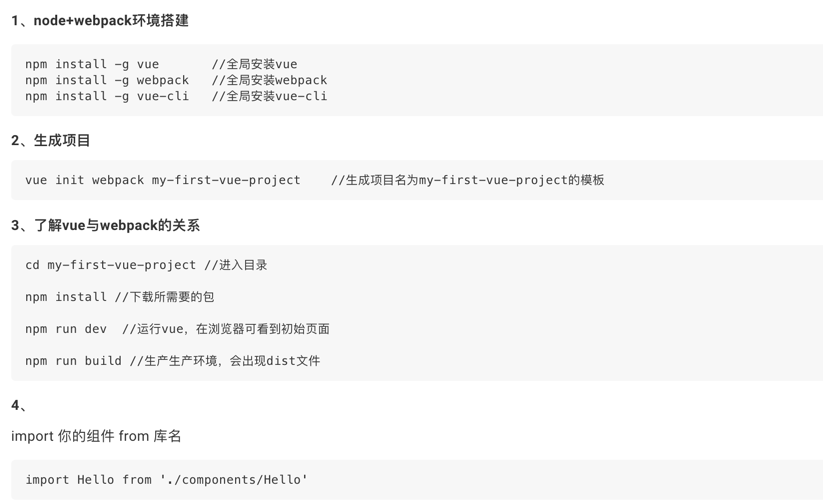 1、node+webpack环境搭建
npm install -g vue       //全局安装vue
npm install -g webpack   //全局安装webpack
npm install -g vue-cli   //全局安装vue-cli
2、生成项目
vue init webpack my-first-vue-project    //生成项目名为my-first-vue-project的模板
3、了解vue与webpack的关系
cd my-first-vue-project //进入目录
npm install //下载所需要的包
npm run dev  //运行vue，在浏览器可看到初始页面
npm run build //生产生产环境，会出现dist文件
4、
import 你的组件 from 库名
import Hello from './components/Hello'